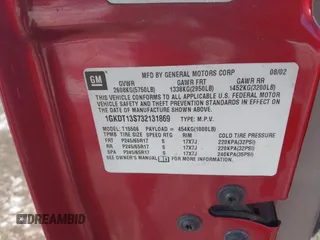 GM
MFD BY GENERAL MOTORS CORP 08/02
GVWR GAWR FRT GAWR RR
2608KG(5750LB) 1338KG(2950LB) 1452KG(3200LB)
THIS VEHICLE CONFORMS TO ALL APPLICABLE U.S. FEDERAL MOTOR
VEHICLE SAFETY AND THEFT PREVENTION STANDARDS IN EFFECT ON
THE DATE OF MANUFACTURE SHOWN ABOVE.
1GKDT13S732131869 TYPE: M.P.V.
T15506 PAYLOAD = 454KG(1000LB)
TIRE SIZE SPEED RTG RIM COLD TIRE PRESSURE
FRT P245/65R17 S 17X7J 220KPA(32PSI)
RR P245/65R17 S 17X7J 220KPA(32PSI)
SPA P245/65R17 S 17X7J 240KPA(35PSI)
SEE OWNER'S MANUAL FOR ADDITIONAL INFORMATION.
DREAMBID